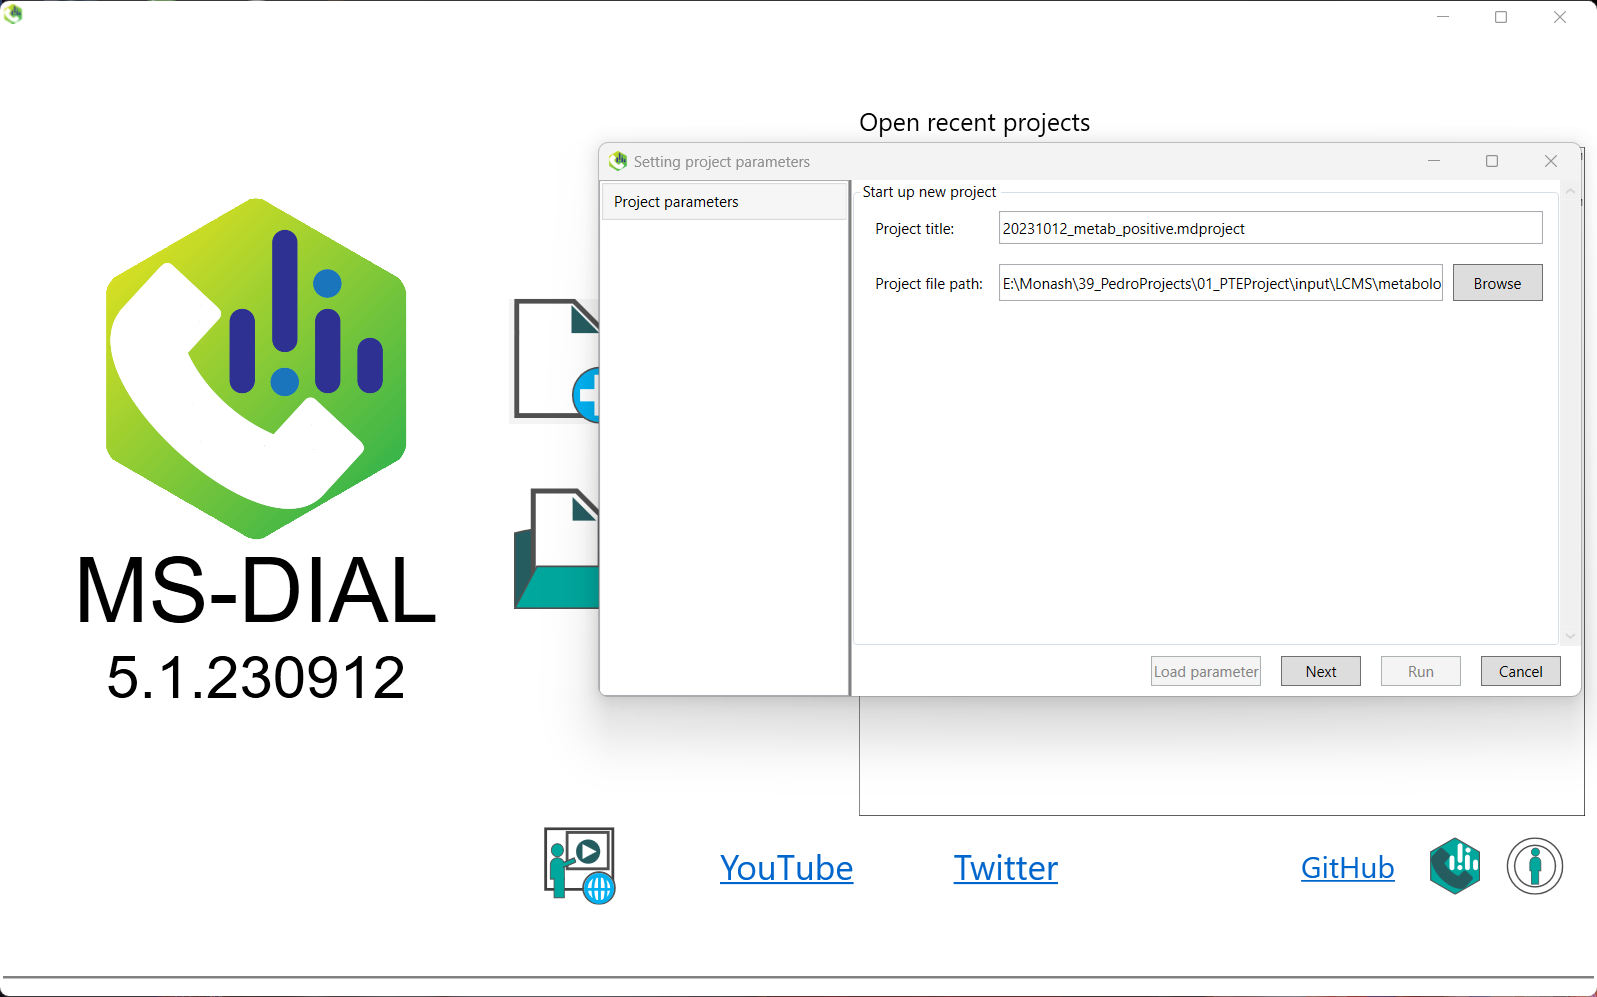 Open recent projects
Setting project parameters
Project parameters
Start up new project
Project title:
20231012_metab_positive.mdproject
Project file path:
E:\Monash\39_PedroProjects\01_PTEProject\input\LCMS\metabolo
Browse
Load parameter
Next
Run
Cancel
MS-DIAL
5.1.230912
YouTube
Twitter
GitHub